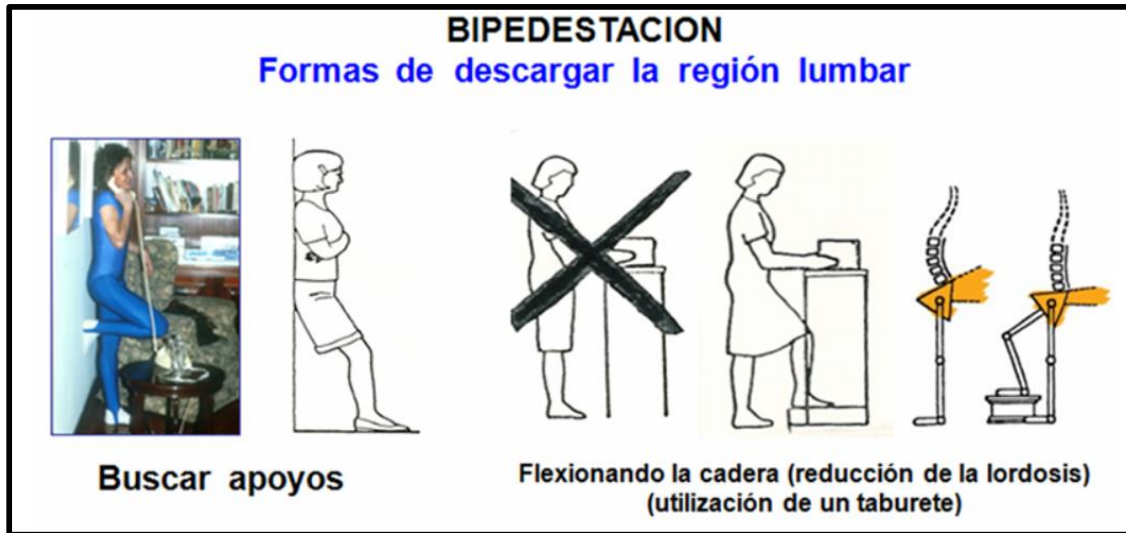 BIPEDESTACION
Formas de descargar la región lumbar
Buscar apoyos
Flexionando la cadera (reducción de la lordosis)
(utilización de un taburete)